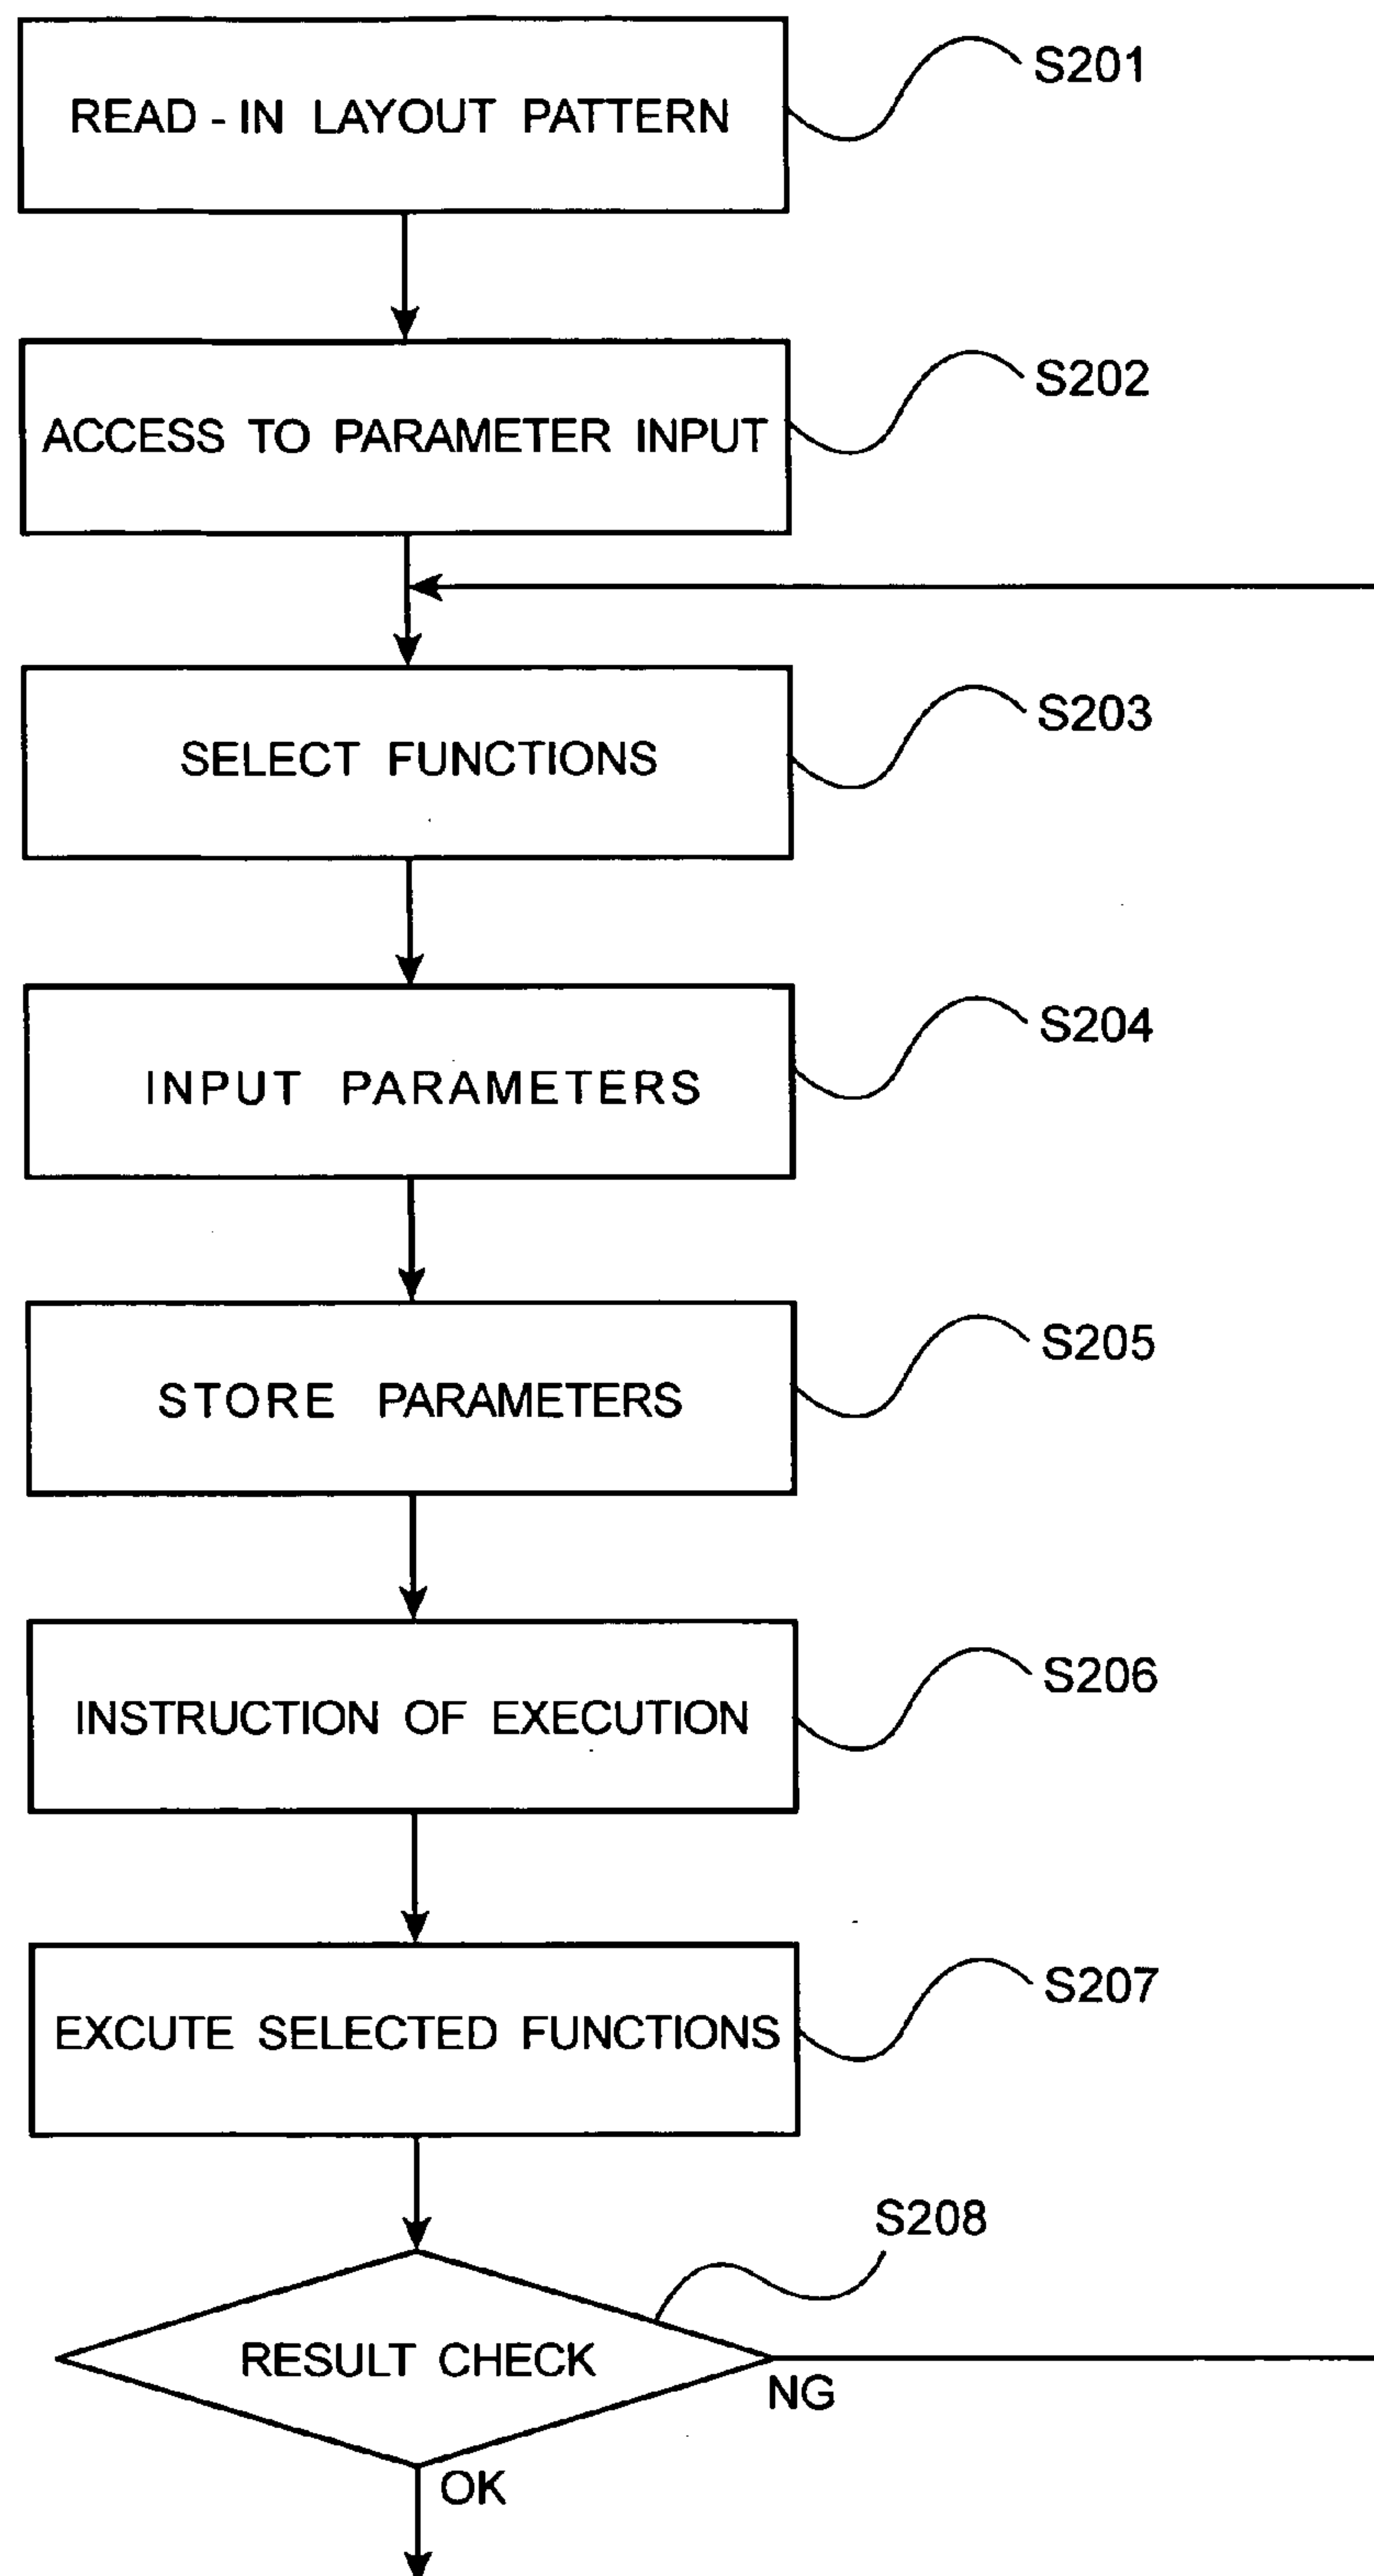 READ - IN LAYOUT PATTERN
S201
ACCESS TO PARAMETER INPUT
S202
SELECT FUNCTIONS
S203
INPUT PARAMETERS
S204
STORE PARAMETERS
S205
INSTRUCTION OF EXECUTION
S206
EXCUTE SELECTED FUNCTIONS
S207
S208
RESULT CHECK
NG
OK